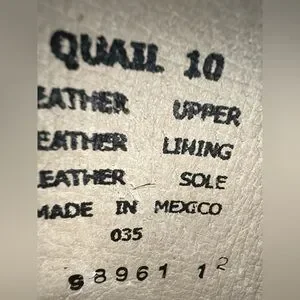 QUAIL 10
EATHER UPPER
EATHER LINING
EATHER SOLE
MADE IN MEXICO
035
98961 12